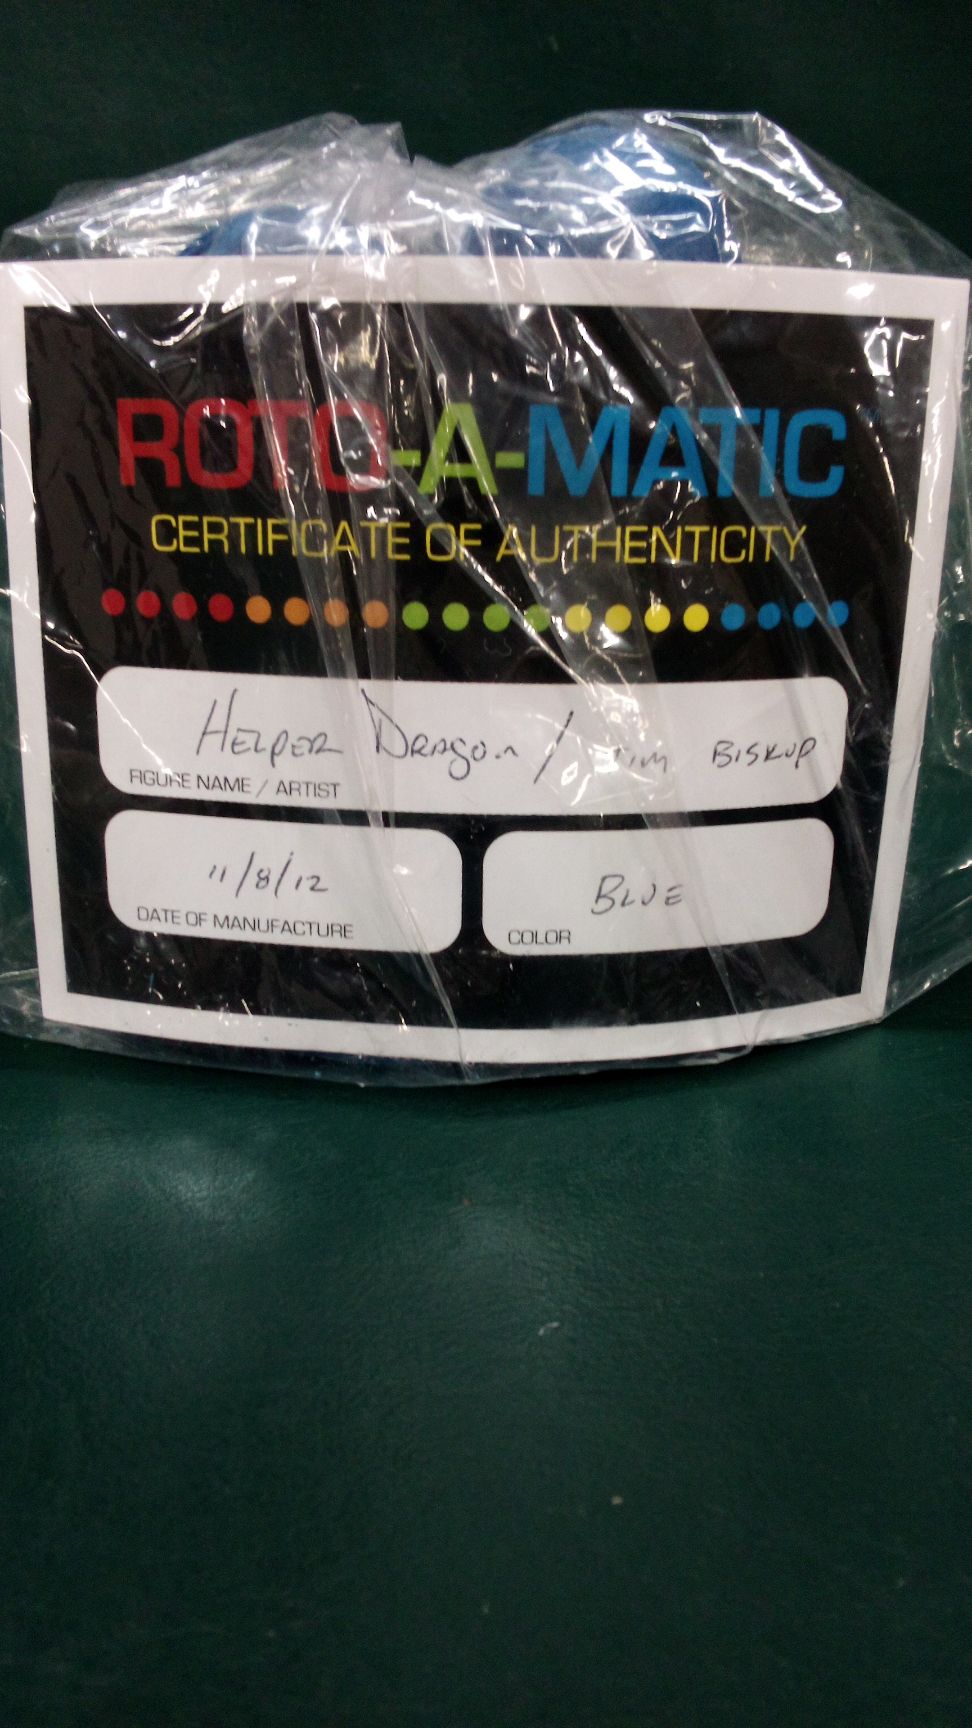 ROTO-A-MATIC
CERTIFICATE OF AUTHENTICITY
HELPER DRAGON / TIM BISKUP
FIGURE NAME / ARTIST
11/8/12
DATE OF MANUFACTURE
BLUE
COLOR